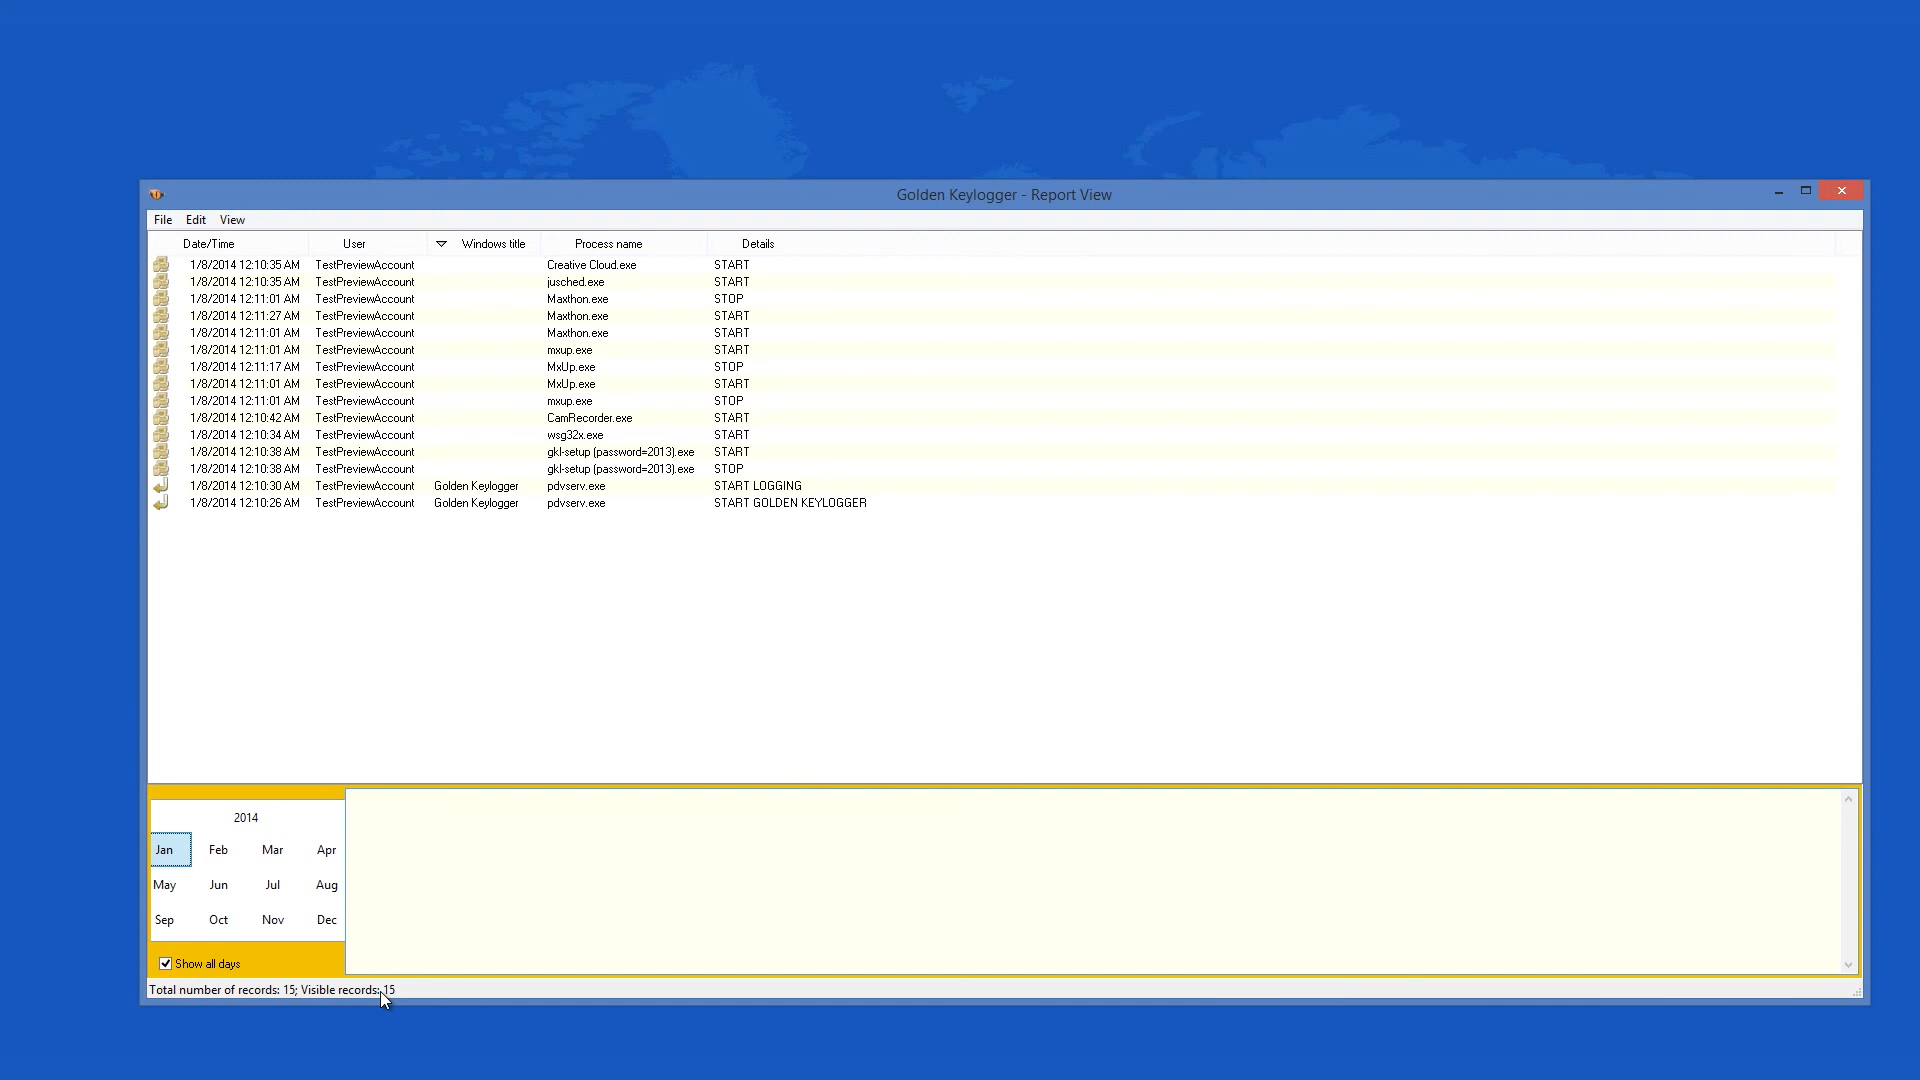 Golden Keylogger - Report View
File Edit View
Date/Time User Windows title Process name Details
1/8/2014 12:10:35 AM TestPreviewAccount Creative Cloud.exe START
1/8/2014 12:10:35 AM TestPreviewAccount jusched.exe START
1/8/2014 12:11:01 AM TestPreviewAccount Maxthon.exe STOP
1/8/2014 12:11:27 AM TestPreviewAccount Maxthon.exe START
1/8/2014 12:11:01 AM TestPreviewAccount Maxthon.exe START
1/8/2014 12:11:01 AM TestPreviewAccount mxup.exe START
1/8/2014 12:11:17 AM TestPreviewAccount MxUp.exe STOP
1/8/2014 12:11:01 AM TestPreviewAccount MxUp.exe START
1/8/2014 12:11:01 AM TestPreviewAccount mxup.exe STOP
1/8/2014 12:10:42 AM TestPreviewAccount CamRecorder.exe START
1/8/2014 12:10:34 AM TestPreviewAccount wsg32x.exe START
1/8/2014 12:10:38 AM TestPreviewAccount gkl-setup (password=2013).exe START
1/8/2014 12:10:38 AM TestPreviewAccount gkl-setup (password=2013).exe STOP
1/8/2014 12:10:30 AM TestPreviewAccount Golden Keylogger pdvserv.exe START LOGGING
1/8/2014 12:10:26 AM TestPreviewAccount Golden Keylogger pdvserv.exe START GOLDEN KEYLOGGER
2014
Jan Feb Mar Apr
May Jun Jul Aug
Sep Oct Nov Dec
Show all days
Total number of records: 15; Visible records: 15